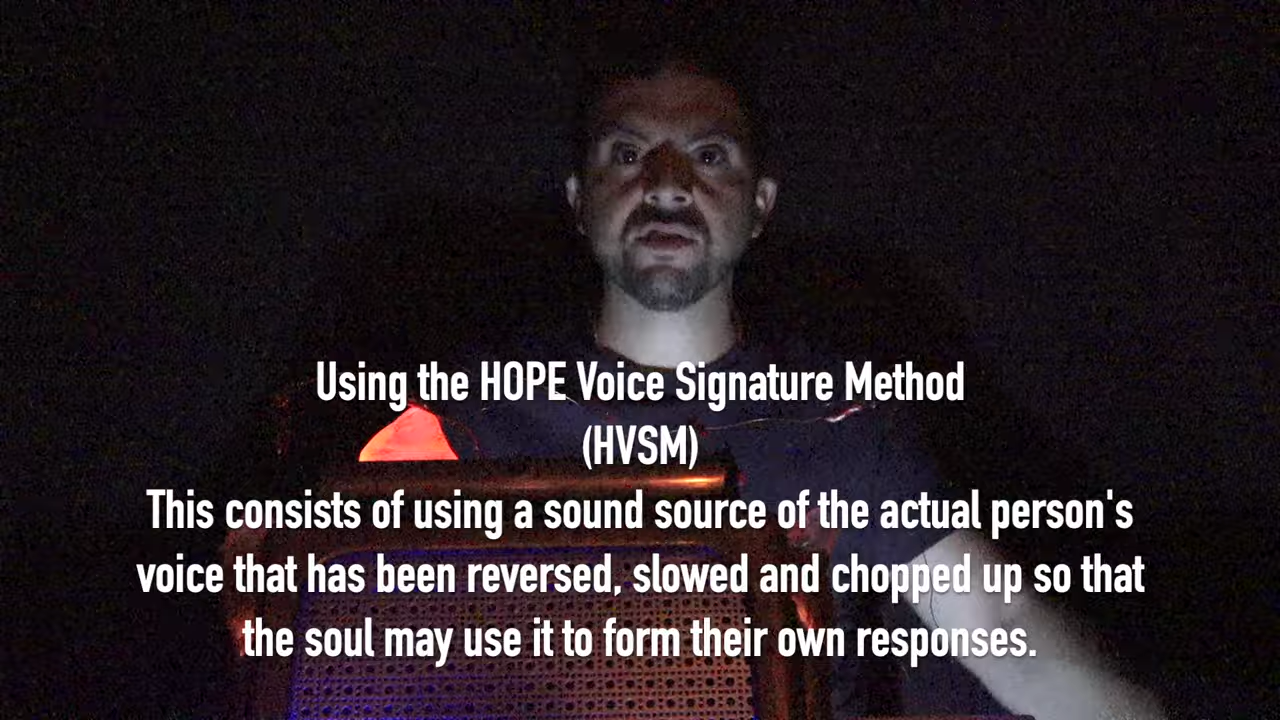 Using the HOPE Voice Signature Method
(HVSM)
This consists of using a sound source of the actual person's
voice that has been reversed, slowed and chopped up so that
the soul may use it to form their own responses.